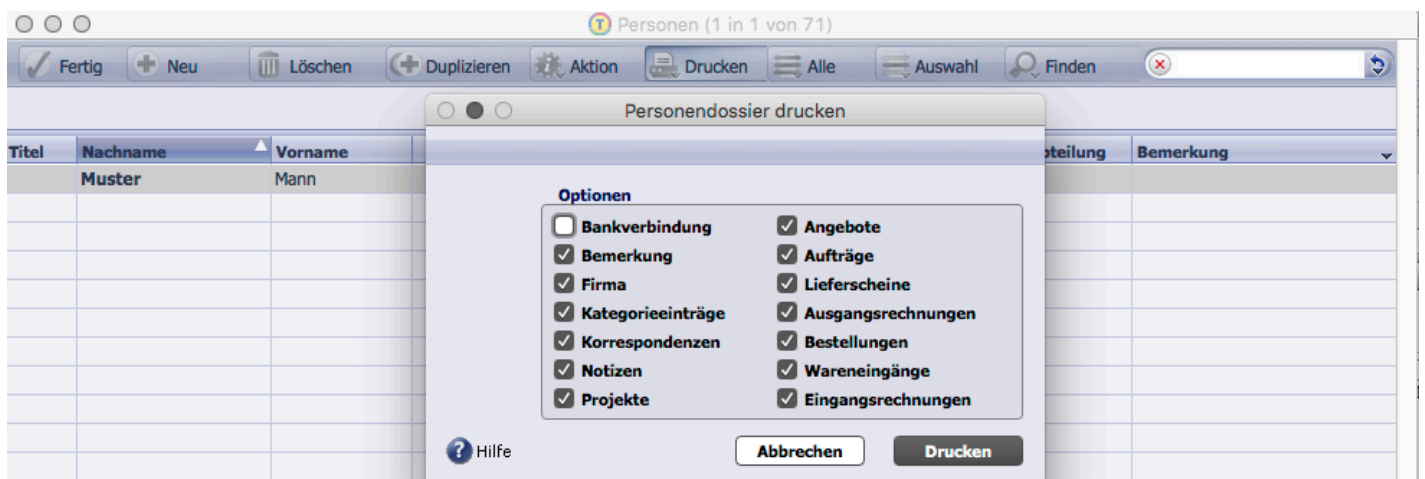 Personen (1 in 1 von 71)
Fertig Neu Löschen Duplizieren Aktion Drucken Alle Auswahl Finden
Personendossier drucken
Titel Nachname Vorname bteilung Bemerkung
Muster Mann
Optionen
Bankverbindung Angebote
Bemerkung Aufträge
Firma Lieferscheine
Kategorieeinträge Ausgangsrechnungen
Korrespondenzen Bestellungen
Notizen Wareneingänge
Projekte Eingangsrechnungen
? Hilfe Abbrechen Drucken